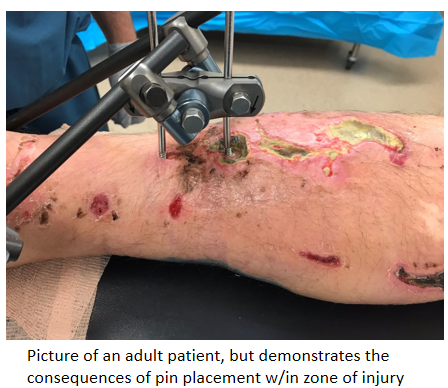 Picture of an adult patient, but demonstrates the
consequences of pin placement w/in zone of injury